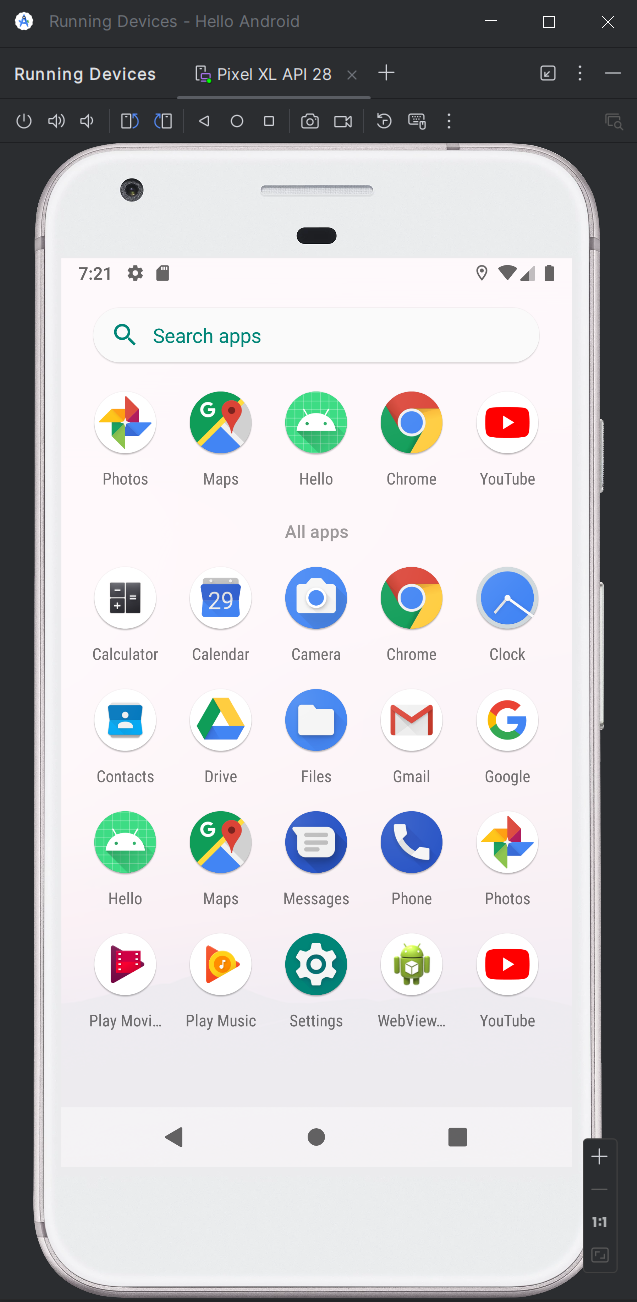 Running Devices - Hello Android
Running Devices
Pixel XL API 28
7:21
Search apps
Photos
Maps
Hello
Chrome
YouTube
All apps
29
Calculator
Calendar
Camera
Chrome
Clock
Contacts
Drive
Files
Gmail
Google
Hello
Maps
Messages
Phone
Photos
Play Movi...
Play Music
Settings
WebView...
YouTube
1:1